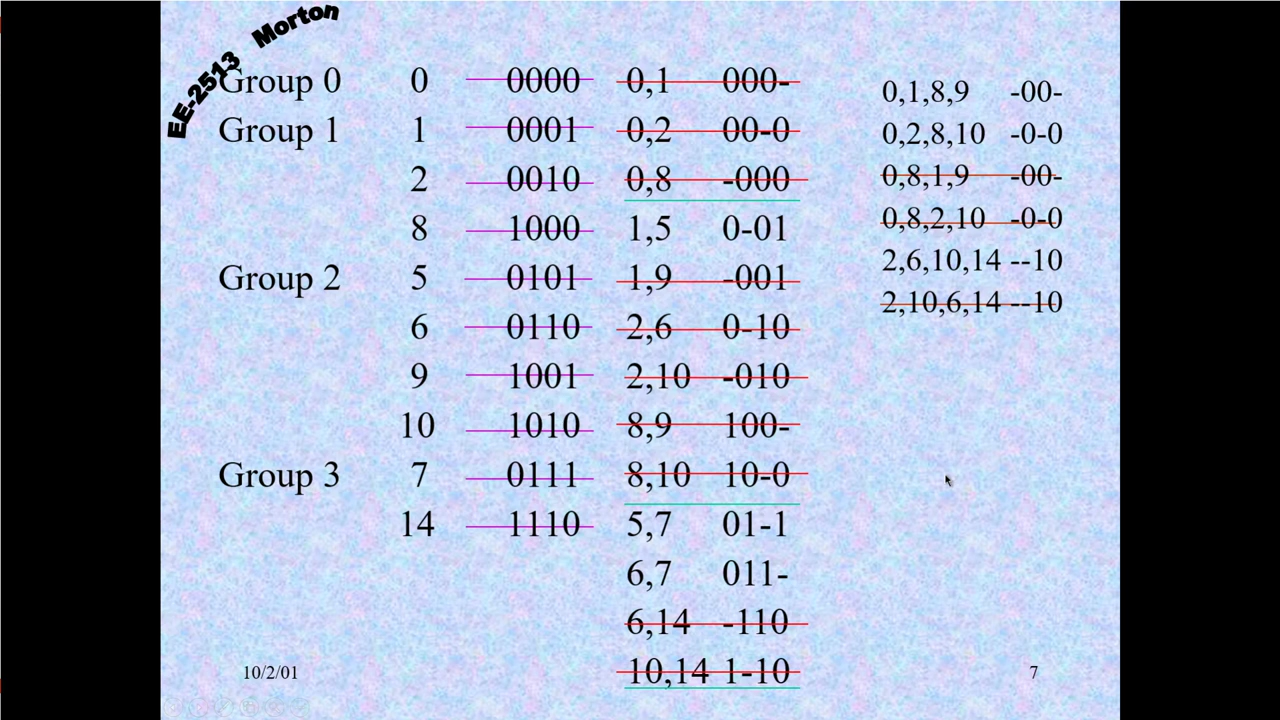 EE-2513 Morton
Group 0 0 0000 0,1 000-
Group 1 1 0001 0,2 00-0
2 0010 0,8 -000
8 1000 1,5 0-01
Group 2 5 0101 1,9 -001
6 0110 2,6 0-10
9 1001 2,10 -010
10 1010 8,9 100-
Group 3 7 0111 8,10 10-0
14 1110 5,7 01-1
6,7 011-
6,14 -110
10,14 1-10
0,1,8,9 -00-
0,2,8,10 -0-0
0,8,1,9 -00-
0,8,2,10 -0-0
2,6,10,14 --10
2,10,6,14 --10
10/2/01 7